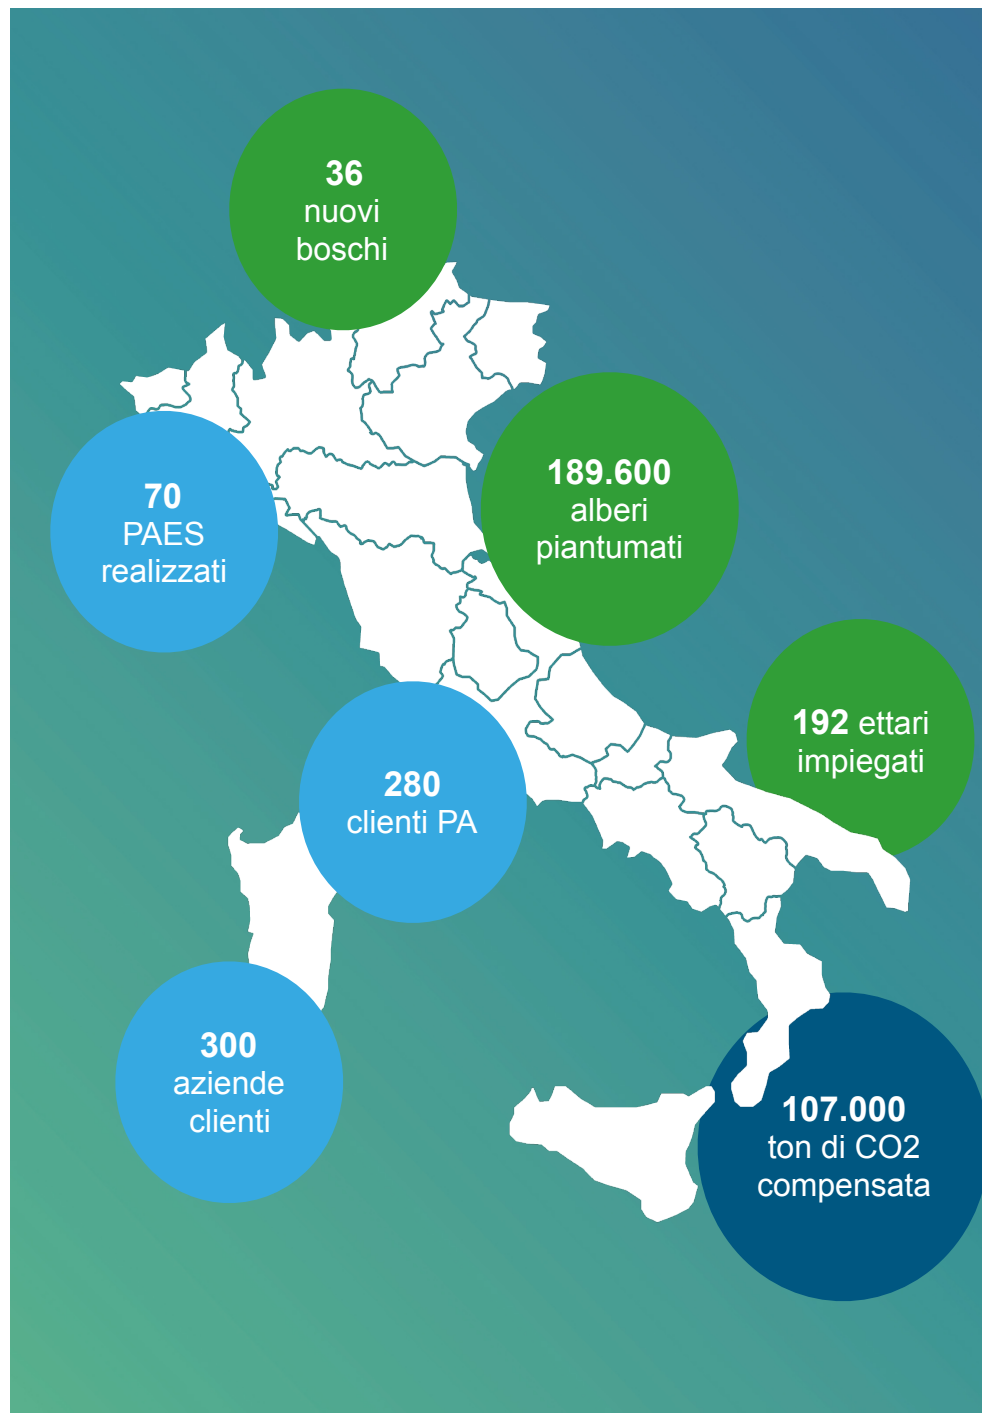 36
nuovi
boschi
189.600
alberi
piantumati
70
PAES
realizzati
192 ettari
impiegati
280
clienti PA
300
aziende
clienti
107.000
ton di CO2
compensata